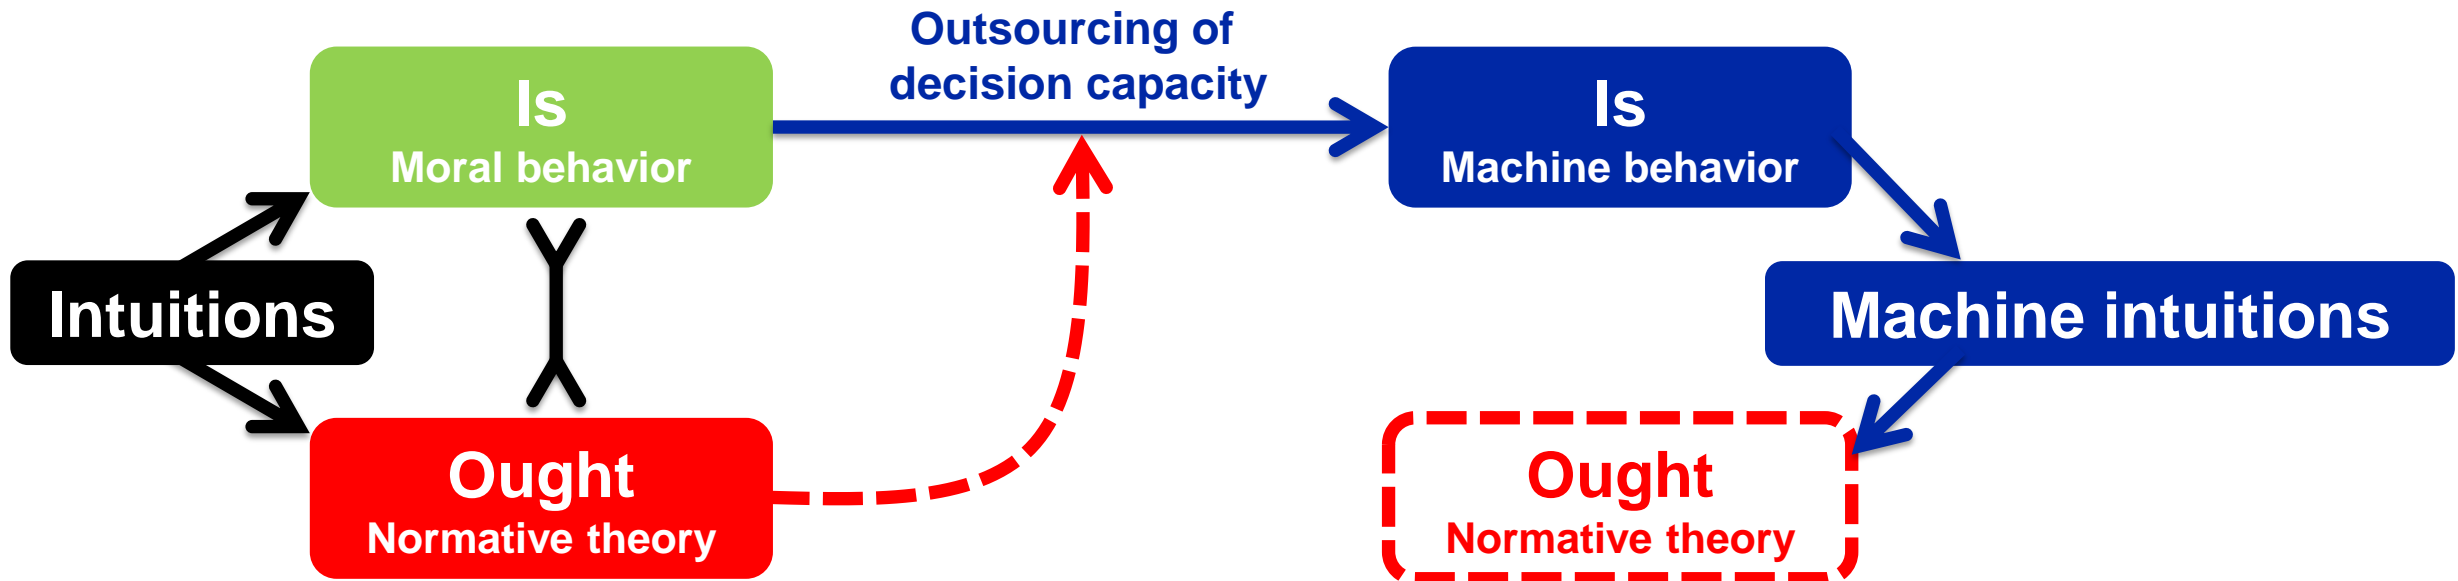 Outsourcing of
decision capacity
Is
Moral behavior
Is
Machine behavior
Intuitions
Machine intuitions
Ought
Normative theory
Ought
Normative theory